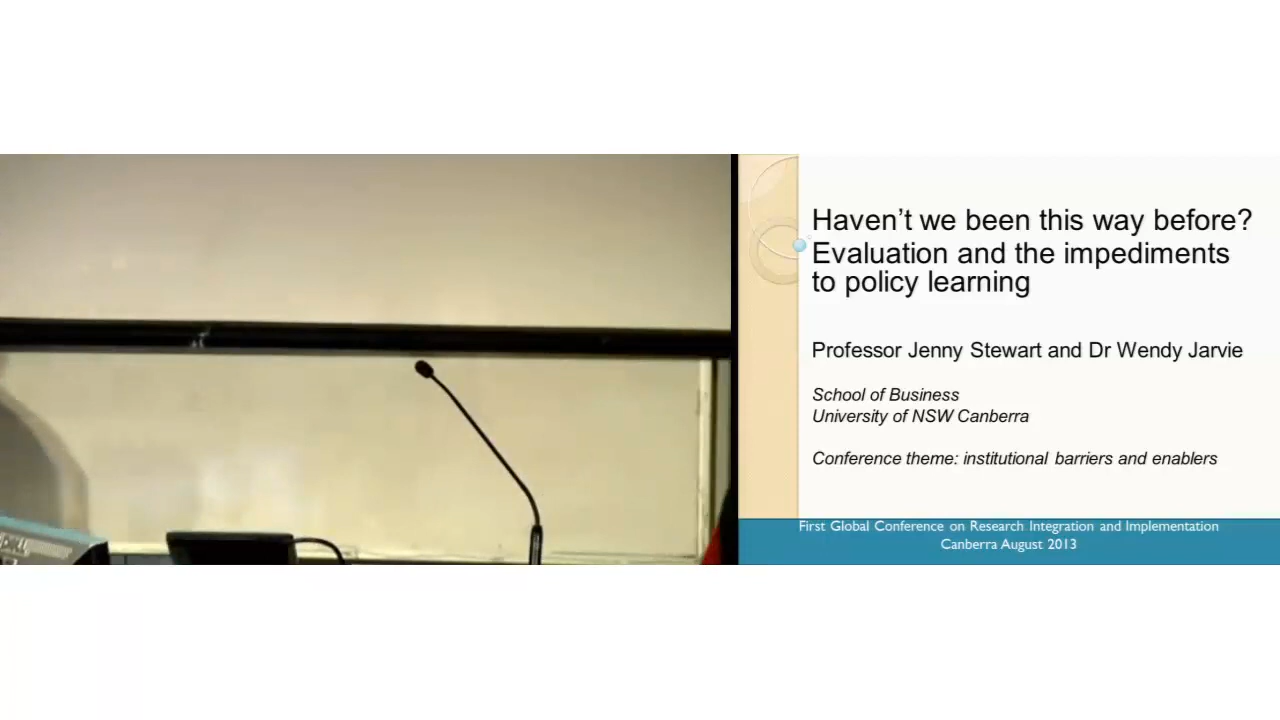 Haven't we been this way before?
Evaluation and the impediments
to policy learning
Professor Jenny Stewart and Dr Wendy Jarvie
School of Business
University of NSW Canberra
Conference theme: institutional barriers and enablers
First Global Conference on Research Integration and Implementation
Canberra August 2013